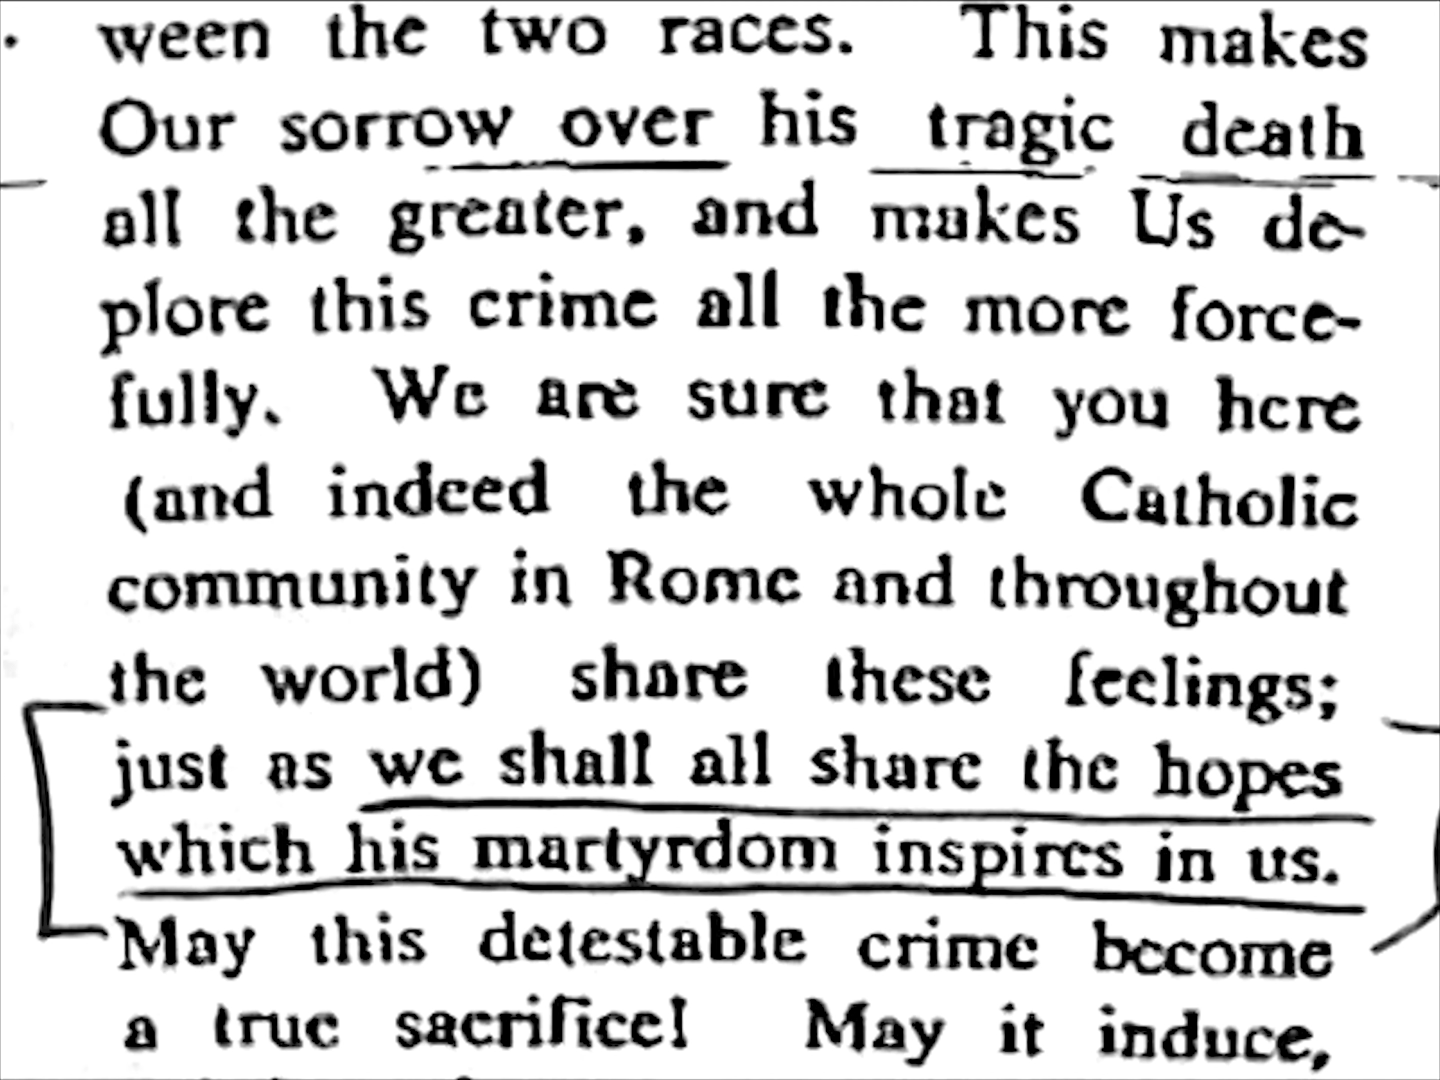 ween the two races. This makes
Our sorrow over his tragic death
all the greater, and makes Us de-
plore this crime all the more force-
fully. We are sure that you here
(and indeed the whole Catholic
community in Rome and throughout
the world) share these feelings;
just as we shall all share the hopes
which his martyrdom inspires in us.
May this detestable crime become
a true sacrifice! May it induce,